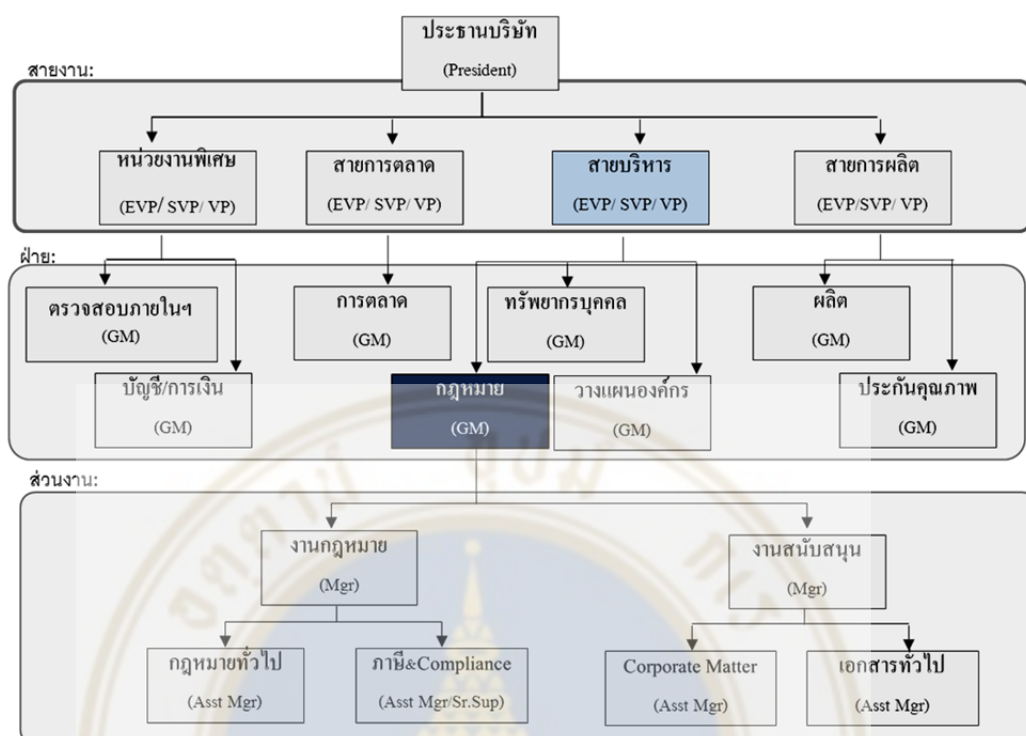 ประธานบริษัท
(President)
สายงาน:
หน่วยงานพิเศษ
(EVP/ SVP/ VP)
สายการตลาด
(EVP/ SVP/ VP)
สายบริหาร
(EVP/ SVP/ VP)
สายการผลิต
(EVP/SVP/ VP)
ฝ่าย:
ตรวจสอบภายในฯ
(GM)
การตลาด
(GM)
ทรัพยากรบุคคล
(GM)
ผลิต
(GM)
บัญชี/การเงิน
(GM)
กฎหมาย
(GM)
วางแผนองค์กร
(GM)
ประกันคุณภาพ
(GM)
ส่วนงาน:
งานกฎหมาย
(Mgr)
งานสนับสนุน
(Mgr)
กฎหมายทั่วไป
(Asst Mgr)
ภาษี&Compliance
(Asst Mgr/Sr.Sup)
Corporate Matter
(Asst Mgr)
เอกสารทั่วไป
(Asst Mgr)